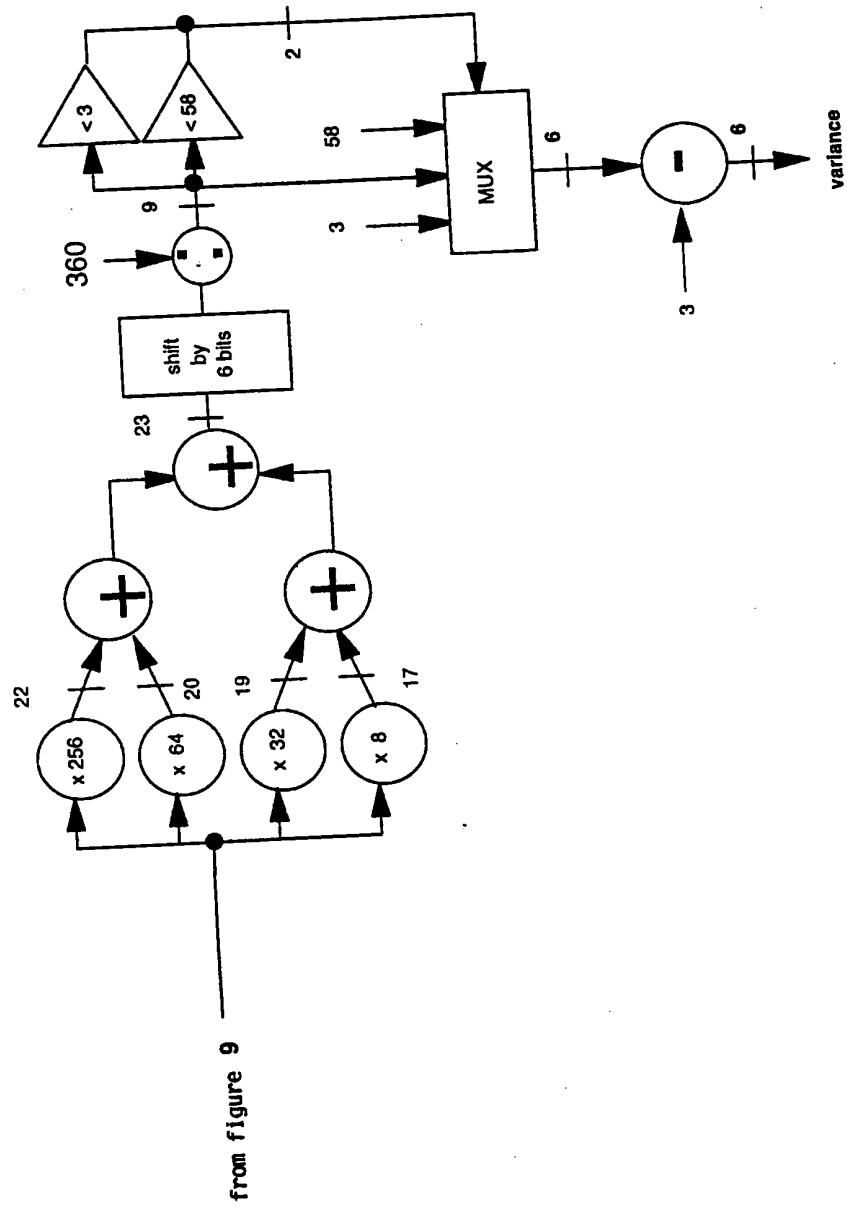 from figure 9
x 256
x 64
x 32
x 8
22
20
19
17
+
+
+
23
shift
by
6 bits
360
9
< 3
< 58
2
58
3
MUX
6
3
-
6
variance